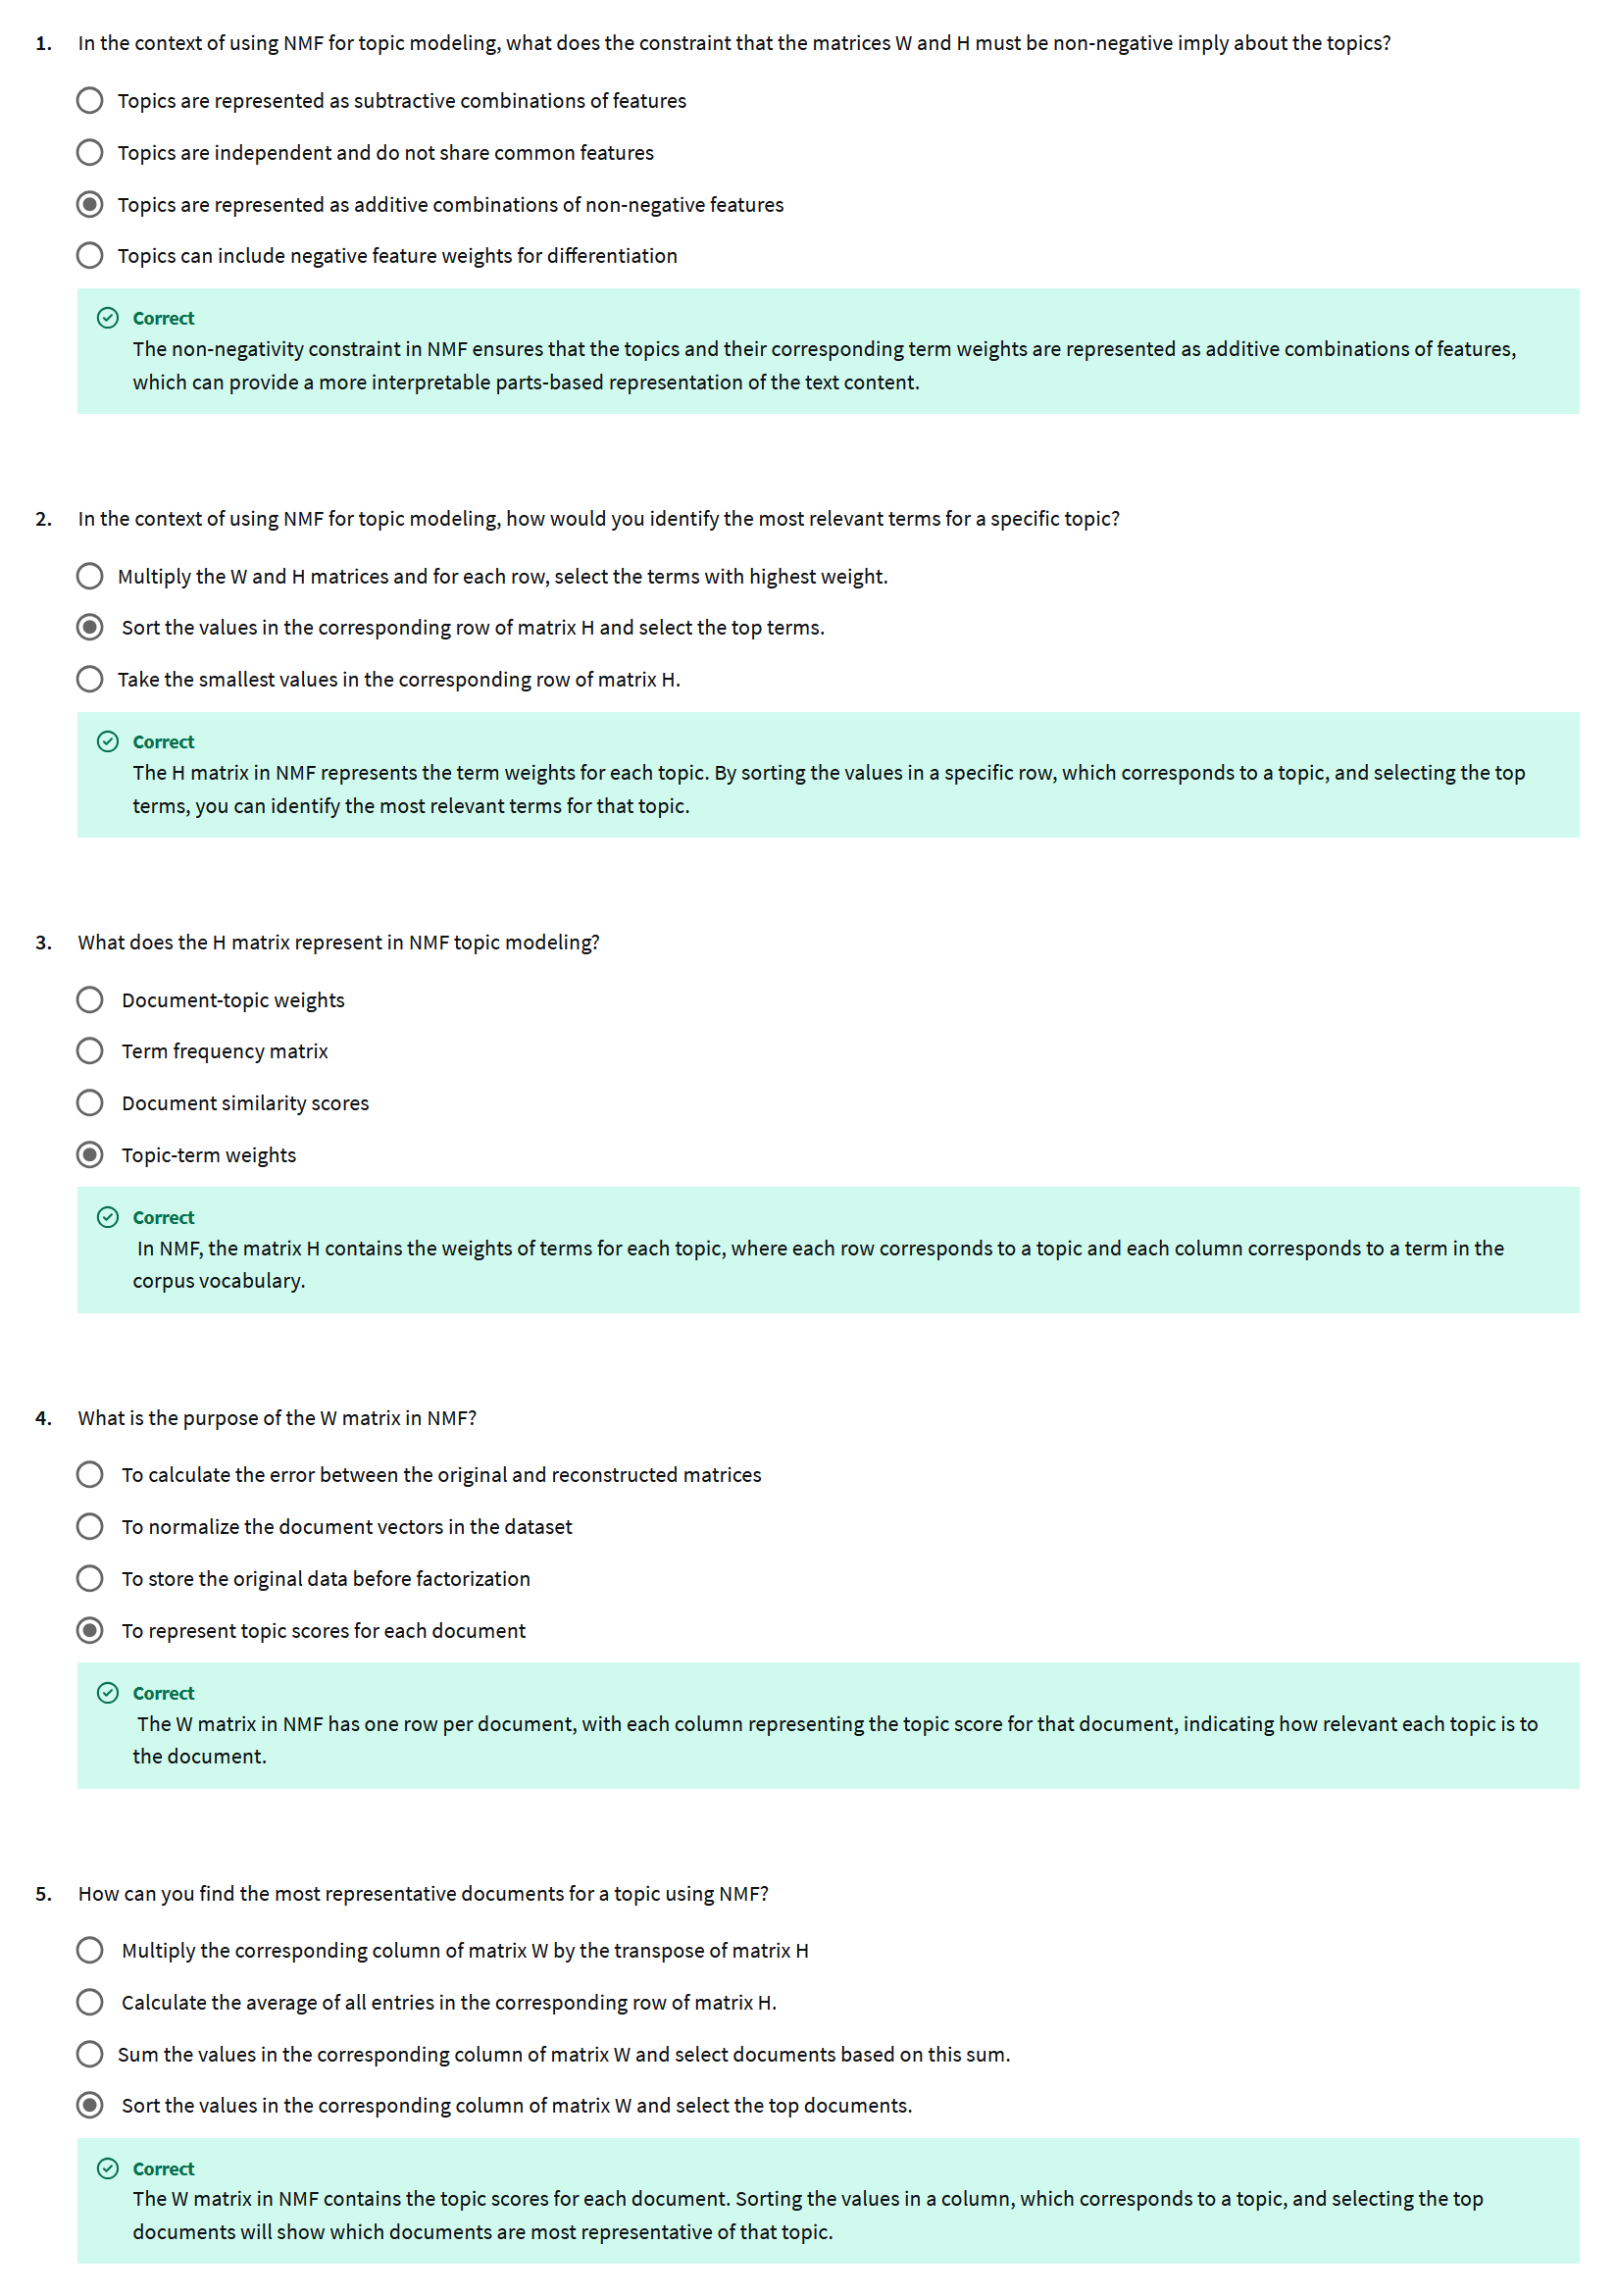 1. In the context of using NMF for topic modeling, what does the constraint that the matrices W and H must be non-negative imply about the topics?
Topics are represented as subtractive combinations of features
Topics are independent and do not share common features
Topics are represented as additive combinations of non-negative features
Topics can include negative feature weights for differentiation
Correct
The non-negativity constraint in NMF ensures that the topics and their corresponding term weights are represented as additive combinations of features,
which can provide a more interpretable parts-based representation of the text content.
2. In the context of using NMF for topic modeling, how would you identify the most relevant terms for a specific topic?
Multiply the W and H matrices and for each row, select the terms with highest weight.
Sort the values in the corresponding row of matrix H and select the top terms.
Take the smallest values in the corresponding row of matrix H.
Correct
The H matrix in NMF represents the term weights for each topic. By sorting the values in a specific row, which corresponds to a topic, and selecting the top
terms, you can identify the most relevant terms for that topic.
3. What does the H matrix represent in NMF topic modeling?
Document-topic weights
Term frequency matrix
Document similarity scores
Topic-term weights
Correct
In NMF, the matrix H contains the weights of terms for each topic, where each row corresponds to a topic and each column corresponds to a term in the
corpus vocabulary.
4. What is the purpose of the W matrix in NMF?
To calculate the error between the original and reconstructed matrices
To normalize the document vectors in the dataset
To store the original data before factorization
To represent topic scores for each document
Correct
The W matrix in NMF has one row per document, with each column representing the topic score for that document, indicating how relevant each topic is to
the document.
5. How can you find the most representative documents for a topic using NMF?
Multiply the corresponding column of matrix W by the transpose of matrix H
Calculate the average of all entries in the corresponding row of matrix H.
Sum the values in the corresponding column of matrix W and select documents based on this sum.
Sort the values in the corresponding column of matrix W and select the top documents.
Correct
The W matrix in NMF contains the topic scores for each document. Sorting the values in a column, which corresponds to a topic, and selecting the top
documents will show which documents are most representative of that topic.